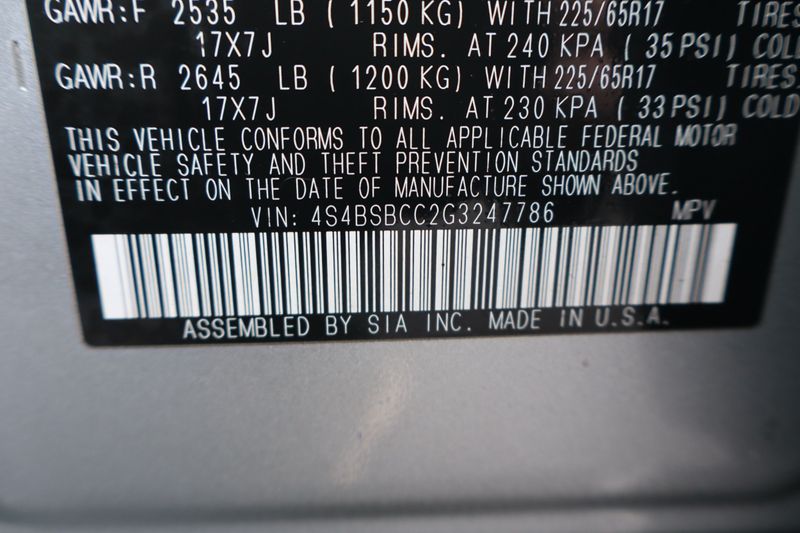 GAWR:F 2535 LB ( 1150 KG) WITH 225/65R17 TIRES
17X7J RIMS. AT 240 KPA ( 35 PSI) COLD
GAWR:R 2645 LB ( 1200 KG) WITH 225/65R17 TIRES.
17X7J RIMS. AT 230 KPA ( 33 PSI) COLD
THIS VEHICLE CONFORMS TO ALL APPLICABLE FEDERAL MOTOR
VEHICLE SAFETY AND THEFT PREVENTION STANDARDS
IN EFFECT ON THE DATE OF MANUFACTURE SHOWN ABOVE.
VIN: 4S4BSBCC2G3247786 MPV
ASSEMBLED BY SIA INC. MADE IN U.S.A.